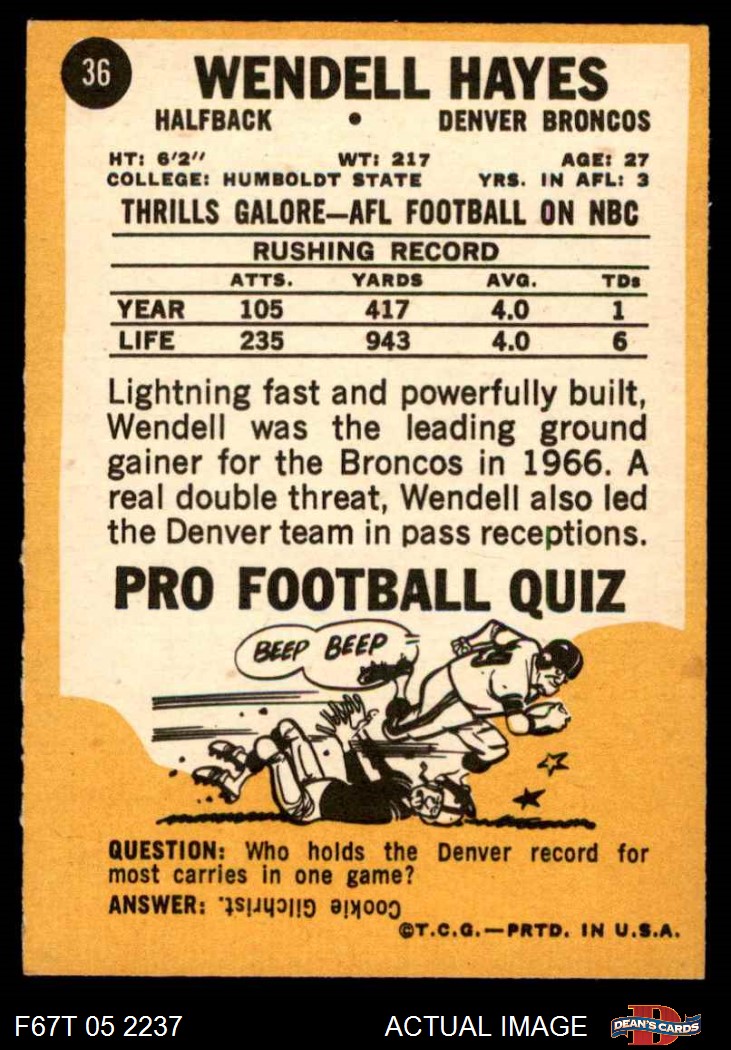 36
WENDELL HAYES
HALFBACK • DENVER BRONCOS
HT: 6'2" WT: 217 AGE: 27
COLLEGE: HUMBOLDT STATE YRS. IN AFL: 3
THRILLS GALORE—AFL FOOTBALL ON NBC
RUSHING RECORD
ATTS. YARDS AVG. TDs
YEAR 105 417 4.0 1
LIFE 235 943 4.0 6
Lightning fast and powerfully built,
Wendell was the leading ground
gainer for the Broncos in 1966. A
real double threat, Wendell also led
the Denver team in pass receptions.
PRO FOOTBALL QUIZ
BEEP BEEP
QUESTION: Who holds the Denver record for
most carries in one game?
ANSWER: Cookie Gilchrist.
©T.C.G.—PRTD. IN U.S.A.
F67T 05 2237 ACTUAL IMAGE
D
DEAN'S CARDS